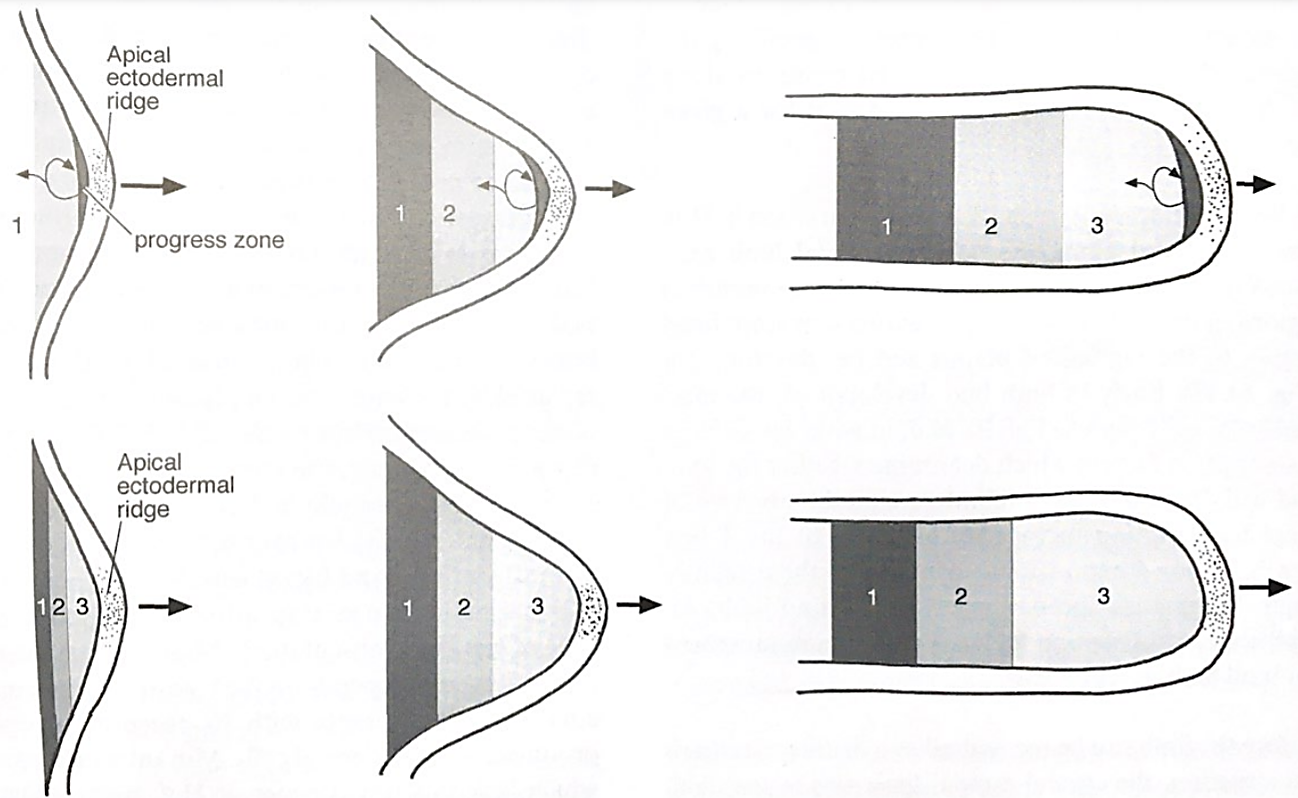 Apical
ectodermal
ridge
1
progress zone
1 2
1 2 3
Apical
ectodermal
ridge
1 2 3
1 2 3
1 2 3